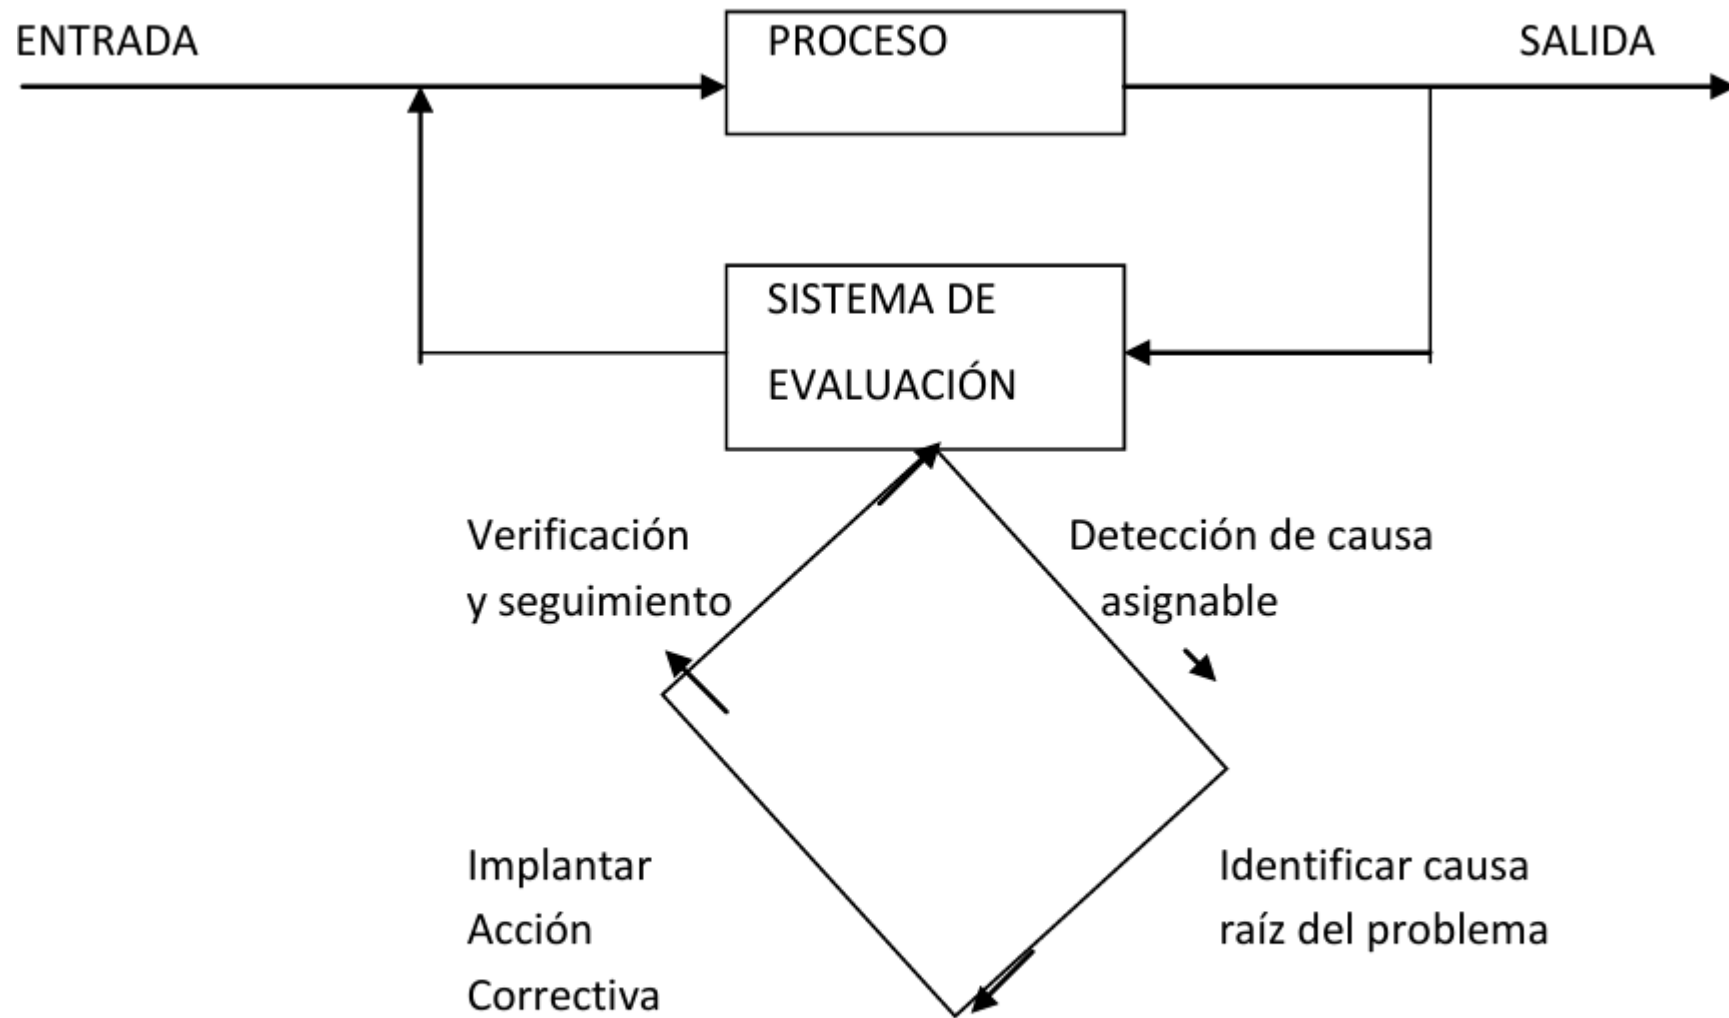 ENTRADA
PROCESO
SALIDA
SISTEMA DE
EVALUACIÓN
Verificación
y seguimiento
Detección de causa
asignable
Implantar
Acción
Correctiva
Identificar causa
raíz del problema